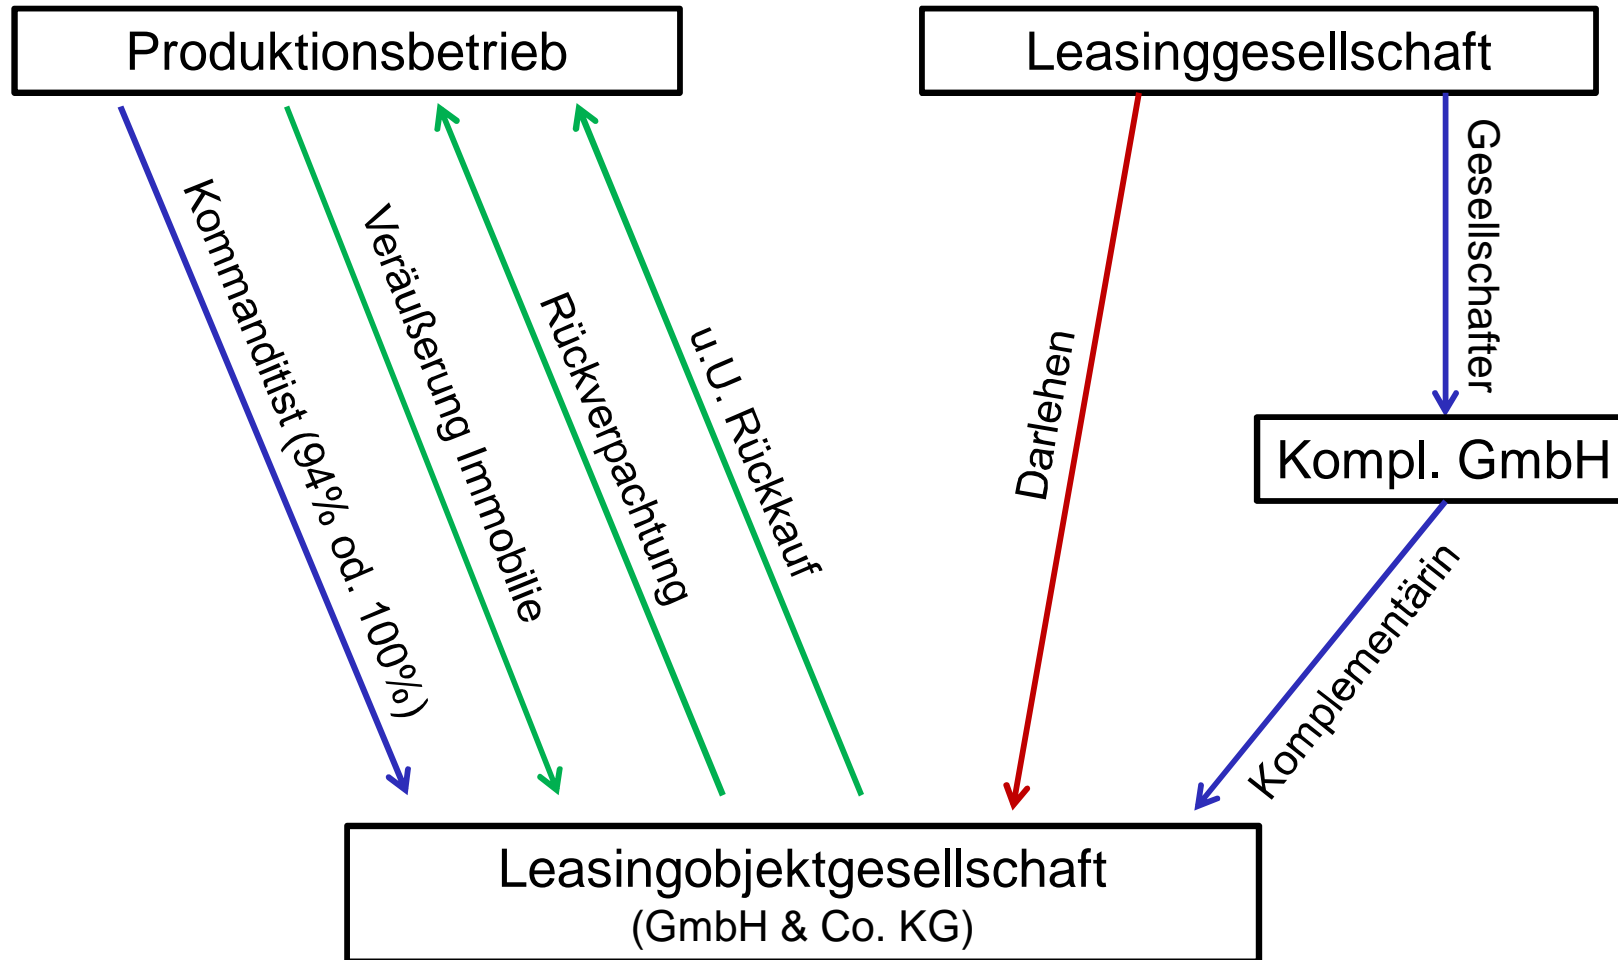 Produktionsbetrieb
Leasinggesellschaft
Kommanditist (94% od. 100%)
Veräußerung Immobilie
Rückverpachtung
u.U. Rückkauf
Darlehen
Gesellschafter
Kompl. GmbH
Komplementärin
Leasingobjektgesellschaft
(GmbH & Co. KG)